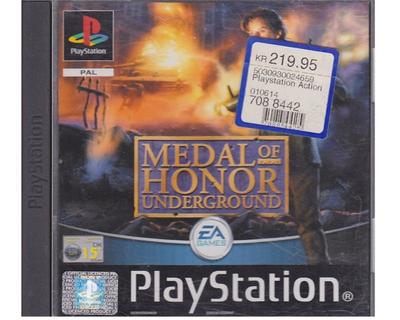 PlayStation
PAL
KR 219.95
5030930024659
Playstation Action
010614
708 8442
MEDAL OF
HONOR
UNDERGROUND
EA
GAMES
15
PlayStation®
PlayStation